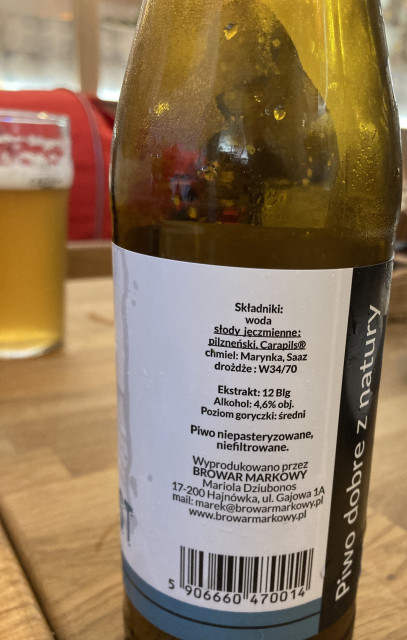 Składniki:
woda
słody jęczmienne:
pilzneński, Carapils®
chmiel: Marynka, Saaz
drożdże : W34/70
Ekstrakt: 12 Blg
Alkohol: 4,6% obj.
Poziom goryczki: średni
Piwo niepasteryzowane,
niefiltrowane.
Wyprodukowano przez
BROWAR MARKOWY
Mariola Dziubonos
17-200 Hajnówka, ul. Gajowa 1A
mail: marek@browarmarkowy.pl
www.browarmarkowy.pl
5 906660 470014
Piwo dobre z natury